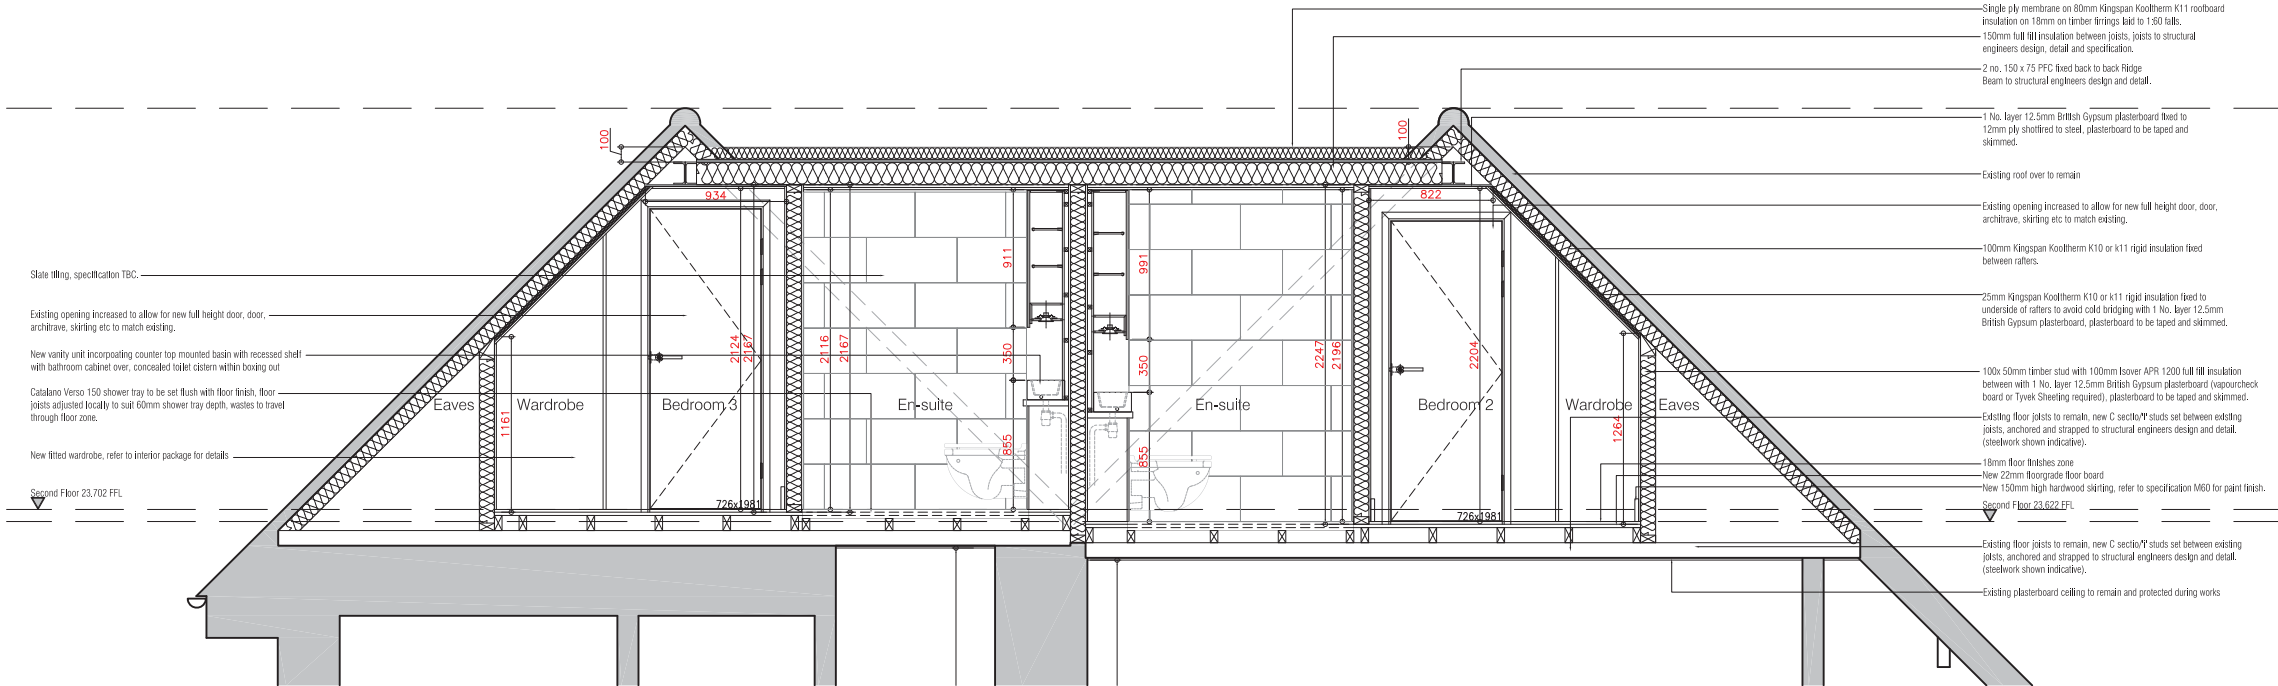 Single ply membrane on 80mm Kingspan Kooltherm K11 roofboard
insulation on 18mm on timber firrings laid to 1:60 falls.
150mm full fill insulation between joists, joists to structural
engineers design, detail and specification.
2 no. 150 x 75 PFC fixed back to back Ridge
Beam to structural engineers design and detail.
1 No. layer 12.5mm British Gypsum plasterboard fixed to
12mm ply shotfired to steel, plasterboard to be taped and
skimmed.
Existing roof over to remain
Existing opening increased to allow for new full height door, door,
architrave, skirting etc to match existing.
100mm Kingspan Kooltherm K10 or k11 rigid insulation fixed
between rafters.
25mm Kingspan Kooltherm K10 or k11 rigid insulation fixed to
underside of rafters to avoid cold bridging with 1 No. layer 12.5mm
British Gypsum plasterboard, plasterboard to be taped and skimmed.
100x 50mm timber stud with 100mm Isover APR 1200 full fill insulation
between with 1 No. layer 12.5mm British Gypsum plasterboard (vapourcheck
board or Tyvek Sheeting required), plasterboard to be taped and skimmed.
Existing floor joists to remain, new C sectio/'I' studs set between existing
joists, anchored and strapped to structural engineers design and detail.
(steelwork shown indicative).
18mm floor finishes zone
New 22mm floorgrade floor board
New 150mm high hardwood skirting, refer to specification M60 for paint finish.
Second Floor 23,622 FFL
Existing floor joists to remain, new C sectio/'I' studs set between existing
joists, anchored and strapped to structural engineers design and detail.
(steelwork shown indicative).
Existing plasterboard ceiling to remain and protected during works
Slate tiling, specification TBC.
Existing opening increased to allow for new full height door, door,
architrave, skirting etc to match existing.
New vanity unit incorpoating counter top mounted basin with recessed shelf
with bathroom cabinet over, concealed toilet cistern within boxing out
Catalano Verso 150 shower tray to be set flush with floor finish, floor
joists adjusted locally to suit 60mm shower tray depth, wastes to travel
through floor zone.
New fitted wardrobe, refer to interior package for details
Second Floor 23,702 FFL
100
100
934
822
911
991
2124
2167
2116
2167
350
350
2247
2196
2204
Eaves
Wardrobe
Bedroom 3
En-suite
En-suite
Bedroom 2
Wardrobe
Eaves
1161
855
855
1264
726x1981
726x1981